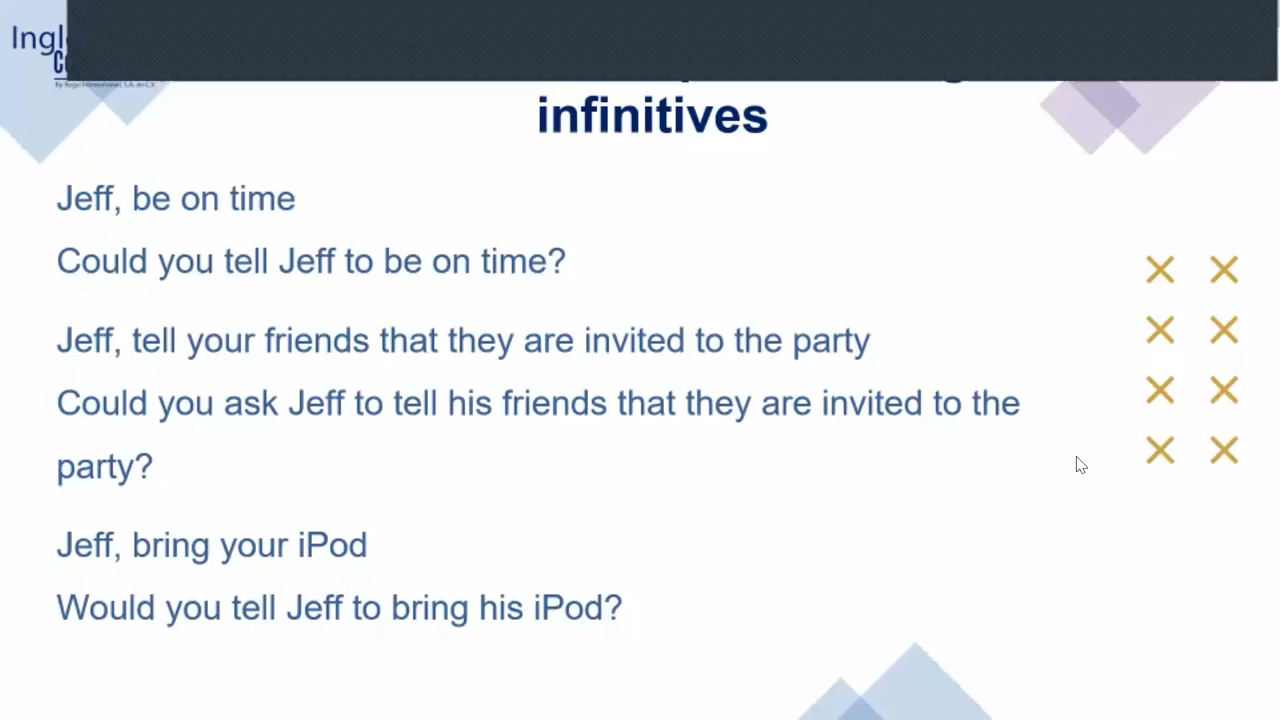 infinitives
Jeff, be on time
Could you tell Jeff to be on time?
Jeff, tell your friends that they are invited to the party
Could you ask Jeff to tell his friends that they are invited to the
party?
Jeff, bring your iPod
Would you tell Jeff to bring his iPod?